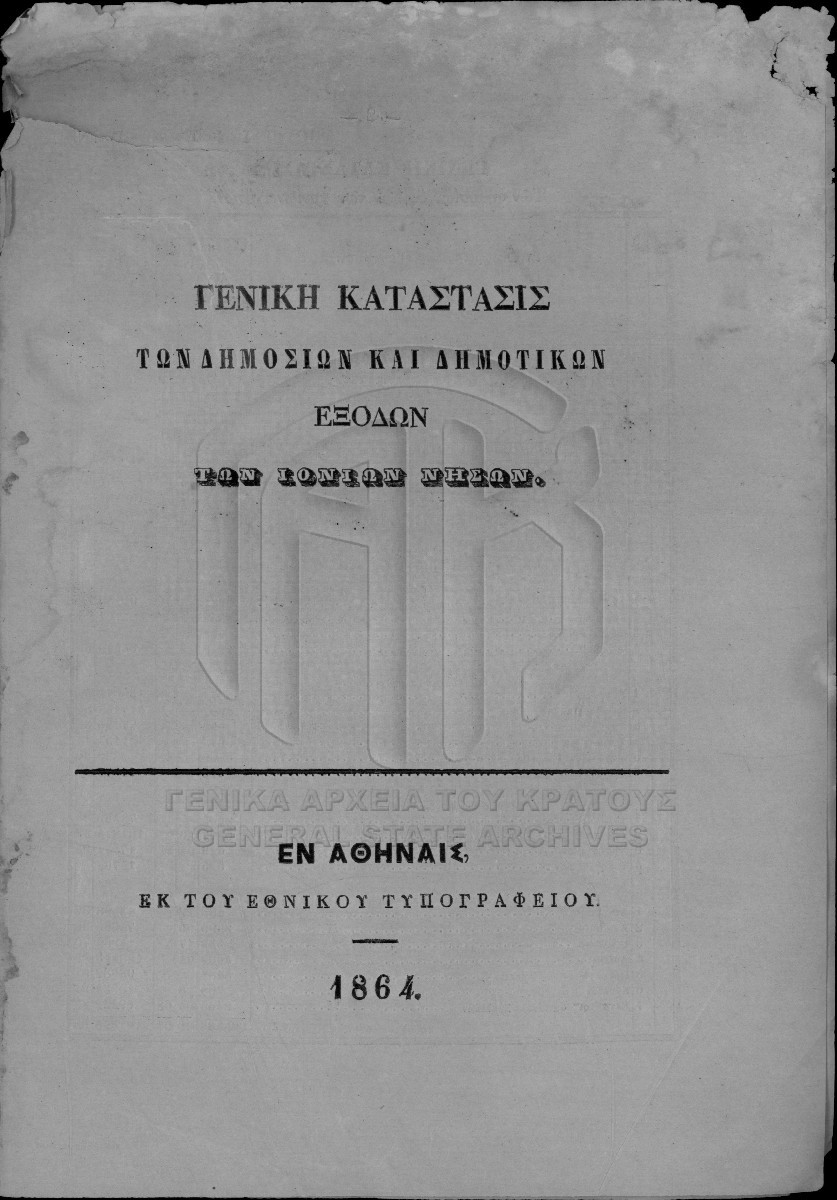 ΓΕΝΙΚΗ ΚΑΤΑΣΤΑΣΙΣ
ΤΩΝ ΔΗΜΟΣΙΩΝ ΚΑΙ ΔΗΜΟΤΙΚΩΝ
ΕΞΟΔΩΝ
ΤΩΝ ΙΟΝΙΩΝ ΝΗΣΩΝ.
ΓΕΝΙΚΑ ΑΡΧΕΙΑ ΤΟΥ ΚΡΑΤΟΥΣ
GENERAL STATE ARCHIVES
ΕΝ ΑΘΗΝΑΙΣ,
ΕΚ ΤΟΥ ΕΘΝΙΚΟΥ ΤΥΠΟΓΡΑΦΕΙΟΥ.
1864.